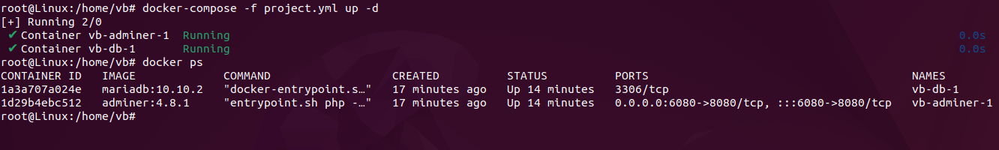 root@Linux:/home/vb# docker-compose -f project.yml up -d
[+] Running 2/0
✔ Container vb-adminer-1  Running  0.0s
✔ Container vb-db-1       Running  0.0s
root@Linux:/home/vb# docker ps
CONTAINER ID   IMAGE             COMMAND                  CREATED          STATUS          PORTS                                       NAMES
1a3a707a024e   mariadb:10.10.2   "docker-entrypoint.s…"   17 minutes ago   Up 14 minutes   3306/tcp                                    vb-db-1
1d29b4ebc512   adminer:4.8.1     "entrypoint.sh php -…"   17 minutes ago   Up 14 minutes   0.0.0.0:6080->8080/tcp, :::6080->8080/tcp   vb-adminer-1
root@Linux:/home/vb#